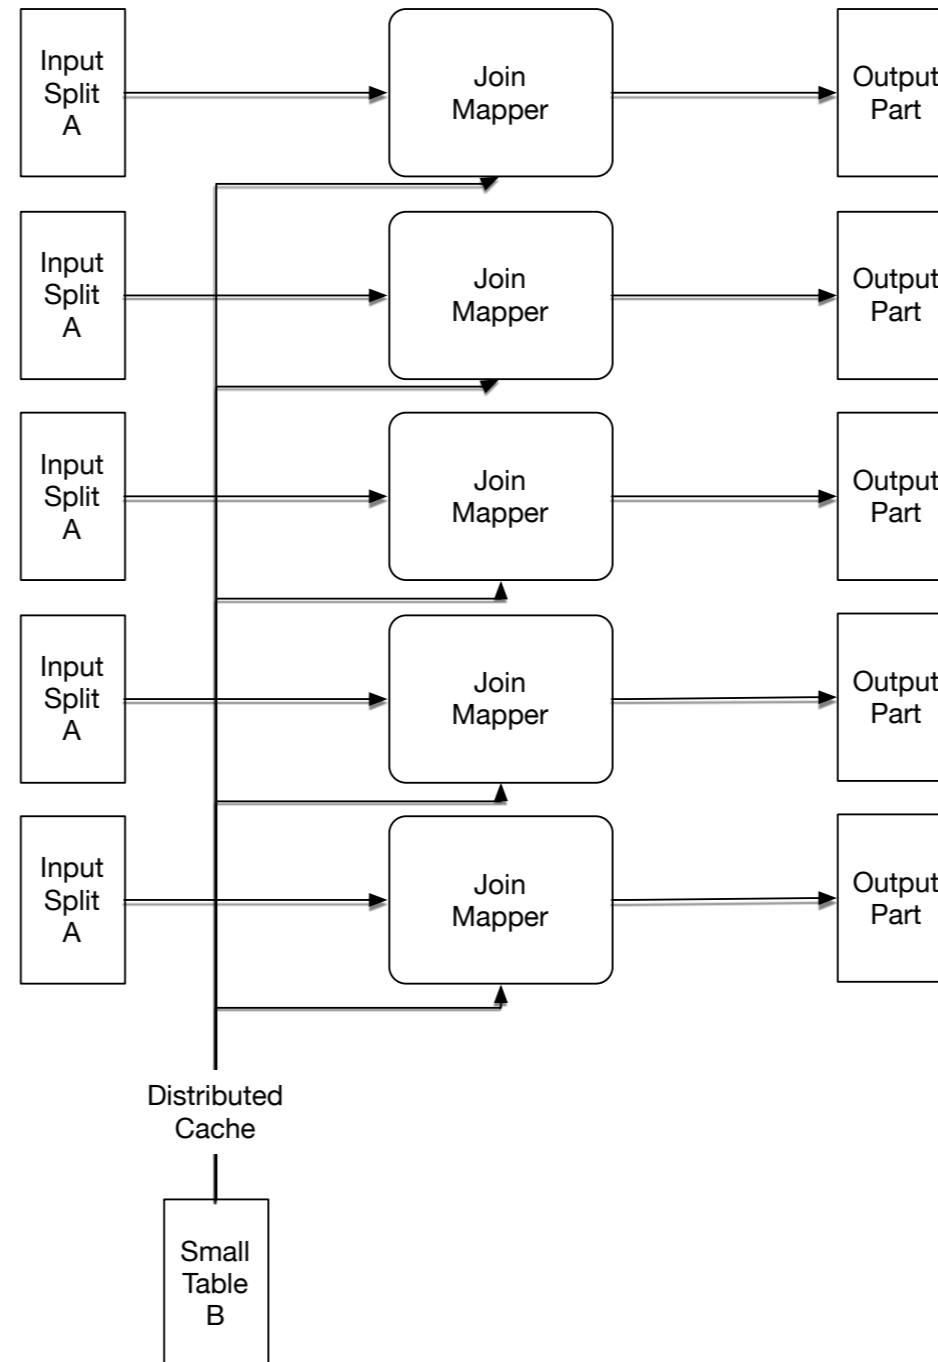 Input
Split
A
Join
Mapper
Output
Part
Input
Split
A
Join
Mapper
Output
Part
Input
Split
A
Join
Mapper
Output
Part
Input
Split
A
Join
Mapper
Output
Part
Input
Split
A
Join
Mapper
Output
Part
Distributed
Cache
Small
Table
B